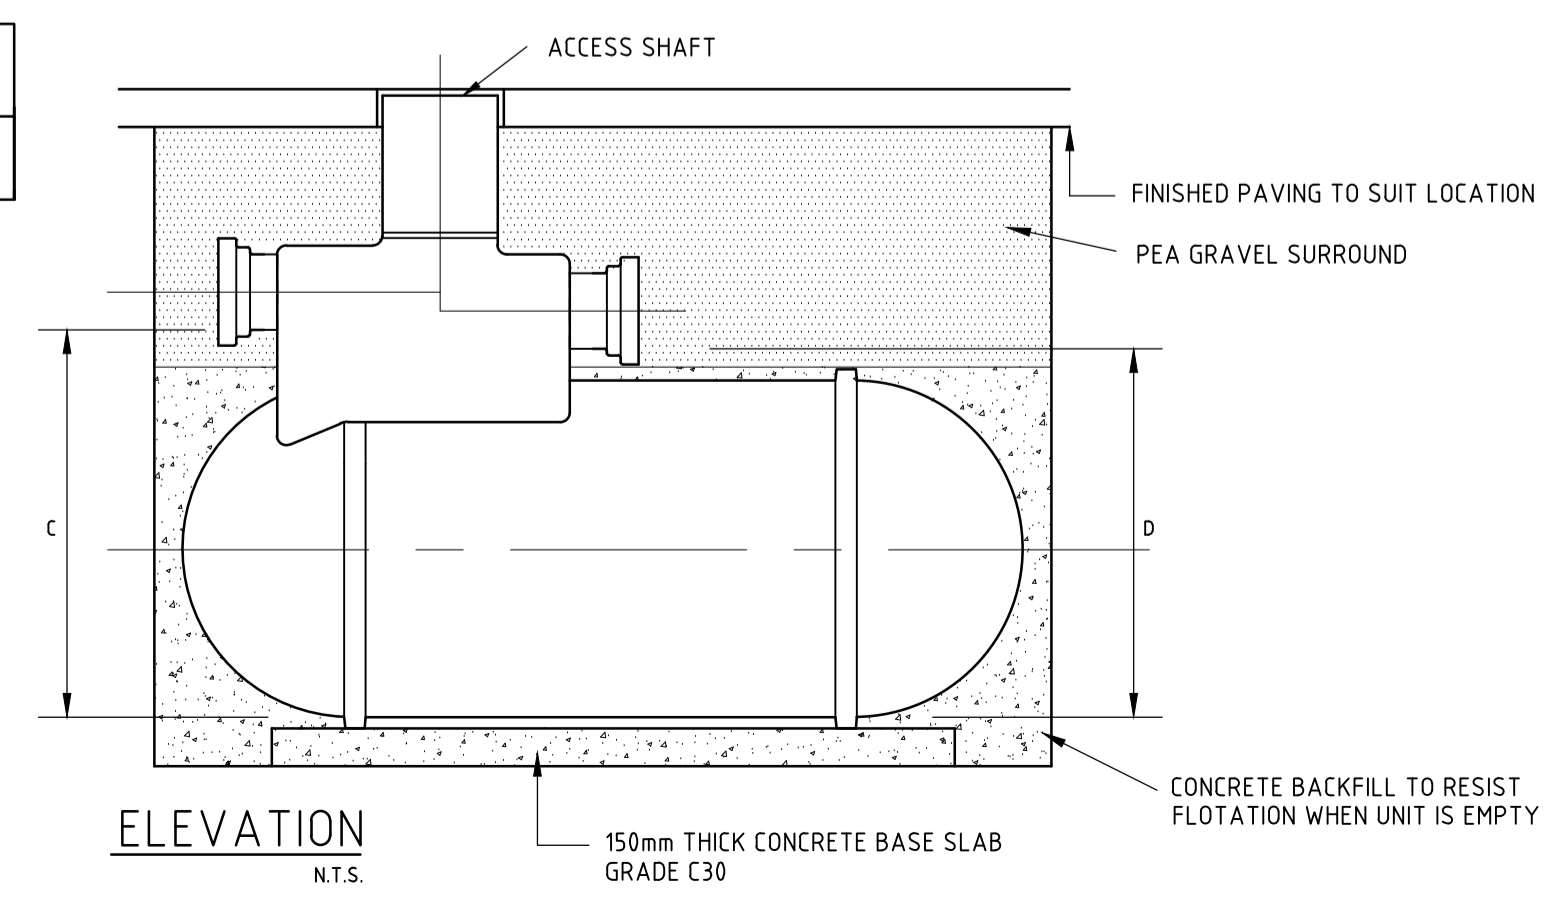 ACCESS SHAFT
FINISHED PAVING TO SUIT LOCATION
PEA GRAVEL SURROUND
C
D
CONCRETE BACKFILL TO RESIST
FLOTATION WHEN UNIT IS EMPTY
ELEVATION
N.T.S.
150mm THICK CONCRETE BASE SLAB
GRADE C30